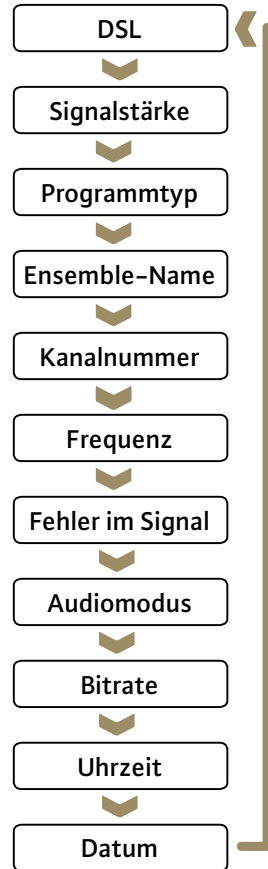 DSL
Signalstärke
Programmtyp
Ensemble-Name
Kanalnummer
Frequenz
Fehler im Signal
Audiomodus
Bitrate
Uhrzeit
Datum